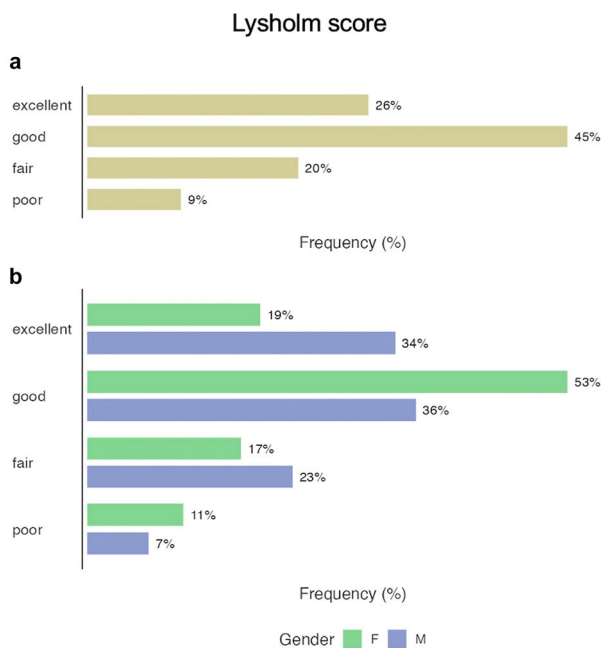 Lysholm score
a
excellent 26%
good 45%
fair 20%
poor 9%
Frequency (%)
b
excellent 19%
34%
good 53%
36%
fair 17%
23%
poor 11%
7%
Frequency (%)
Gender F M